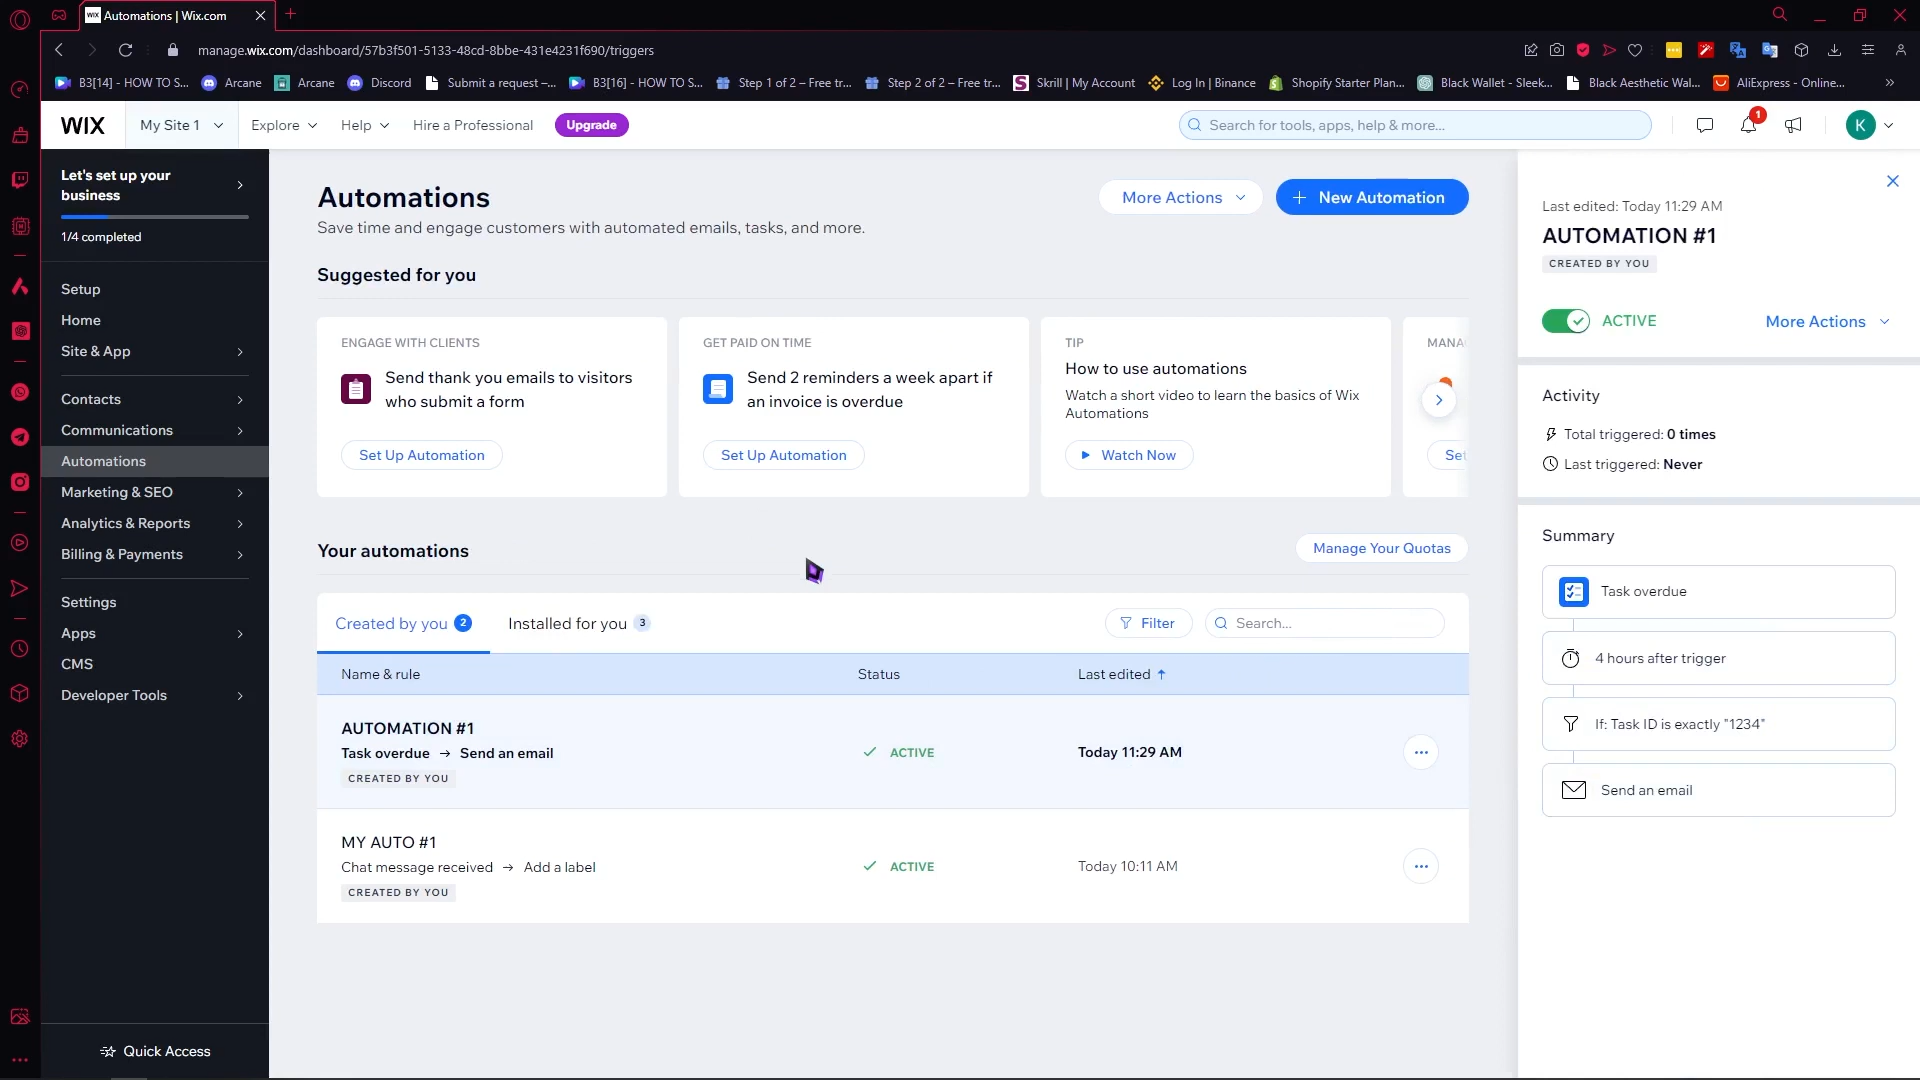 WIX Automations | Wix.com
manage.wix.com/dashboard/57b3f501-5133-48cd-8bbe-431e4231f690/triggers
B3[14] - HOW TO S...
Arcane
Arcane
Discord
Submit a request –...
B3[16] - HOW TO S...
Step 1 of 2 – Free tr...
Step 2 of 2 – Free tr...
Skrill | My Account
Log In | Binance
Shopify Starter Plan...
Black Wallet - Sleek...
Black Aesthetic Wal...
AliExpress - Online...
WIX
My Site 1
Explore
Help
Hire a Professional
Upgrade
Search for tools, apps, help & more...
1
K
Let's set up your
business
1/4 completed
Setup
Home
Site & App
Contacts
Communications
Automations
Marketing & SEO
Analytics & Reports
Billing & Payments
Settings
Apps
CMS
Developer Tools
Quick Access
Automations
Save time and engage customers with automated emails, tasks, and more.
More Actions
New Automation
Suggested for you
ENGAGE WITH CLIENTS
Send thank you emails to visitors
who submit a form
Set Up Automation
GET PAID ON TIME
Send 2 reminders a week apart if
an invoice is overdue
Set Up Automation
TIP
How to use automations
Watch a short video to learn the basics of Wix
Automations
Watch Now
MANA
Set
Your automations
Manage Your Quotas
Created by you 2
Installed for you 3
Filter
Search...
Name & rule
Status
Last edited
AUTOMATION #1
Task overdue → Send an email
CREATED BY YOU
ACTIVE
Today 11:29 AM
MY AUTO #1
Chat message received → Add a label
CREATED BY YOU
ACTIVE
Today 10:11 AM
Last edited: Today 11:29 AM
AUTOMATION #1
CREATED BY YOU
ACTIVE
More Actions
Activity
Total triggered: 0 times
Last triggered: Never
Summary
Task overdue
4 hours after trigger
If: Task ID is exactly "1234"
Send an email